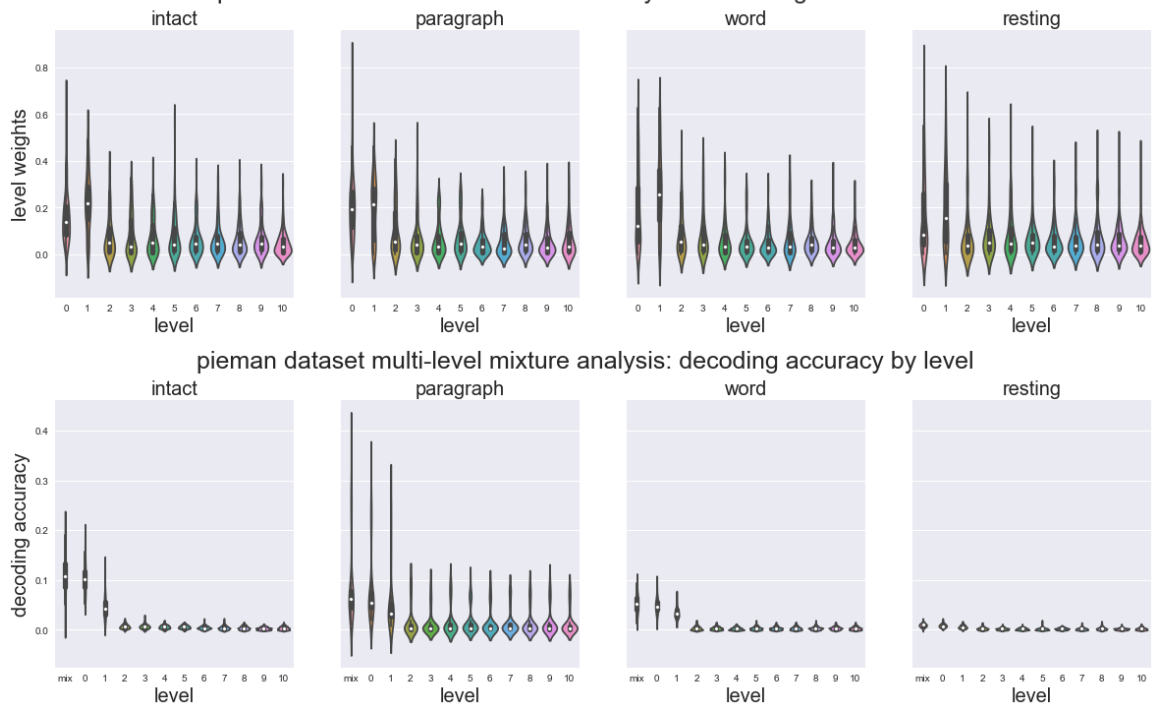 intact paragraph word resting
level weights
0.8
0.6
0.4
0.2
0.0
0 1 2 3 4 5 6 7 8 9 10 0 1 2 3 4 5 6 7 8 9 10 0 1 2 3 4 5 6 7 8 9 10 0 1 2 3 4 5 6 7 8 9 10
level level level level
pieman dataset multi-level mixture analysis: decoding accuracy by level
intact paragraph word resting
decoding accuracy
0.4
0.3
0.2
0.1
0.0
mix 0 1 2 3 4 5 6 7 8 9 10 mix 0 1 2 3 4 5 6 7 8 9 10 mix 0 1 2 3 4 5 6 7 8 9 10 mix 0 1 2 3 4 5 6 7 8 9 10
level level level level